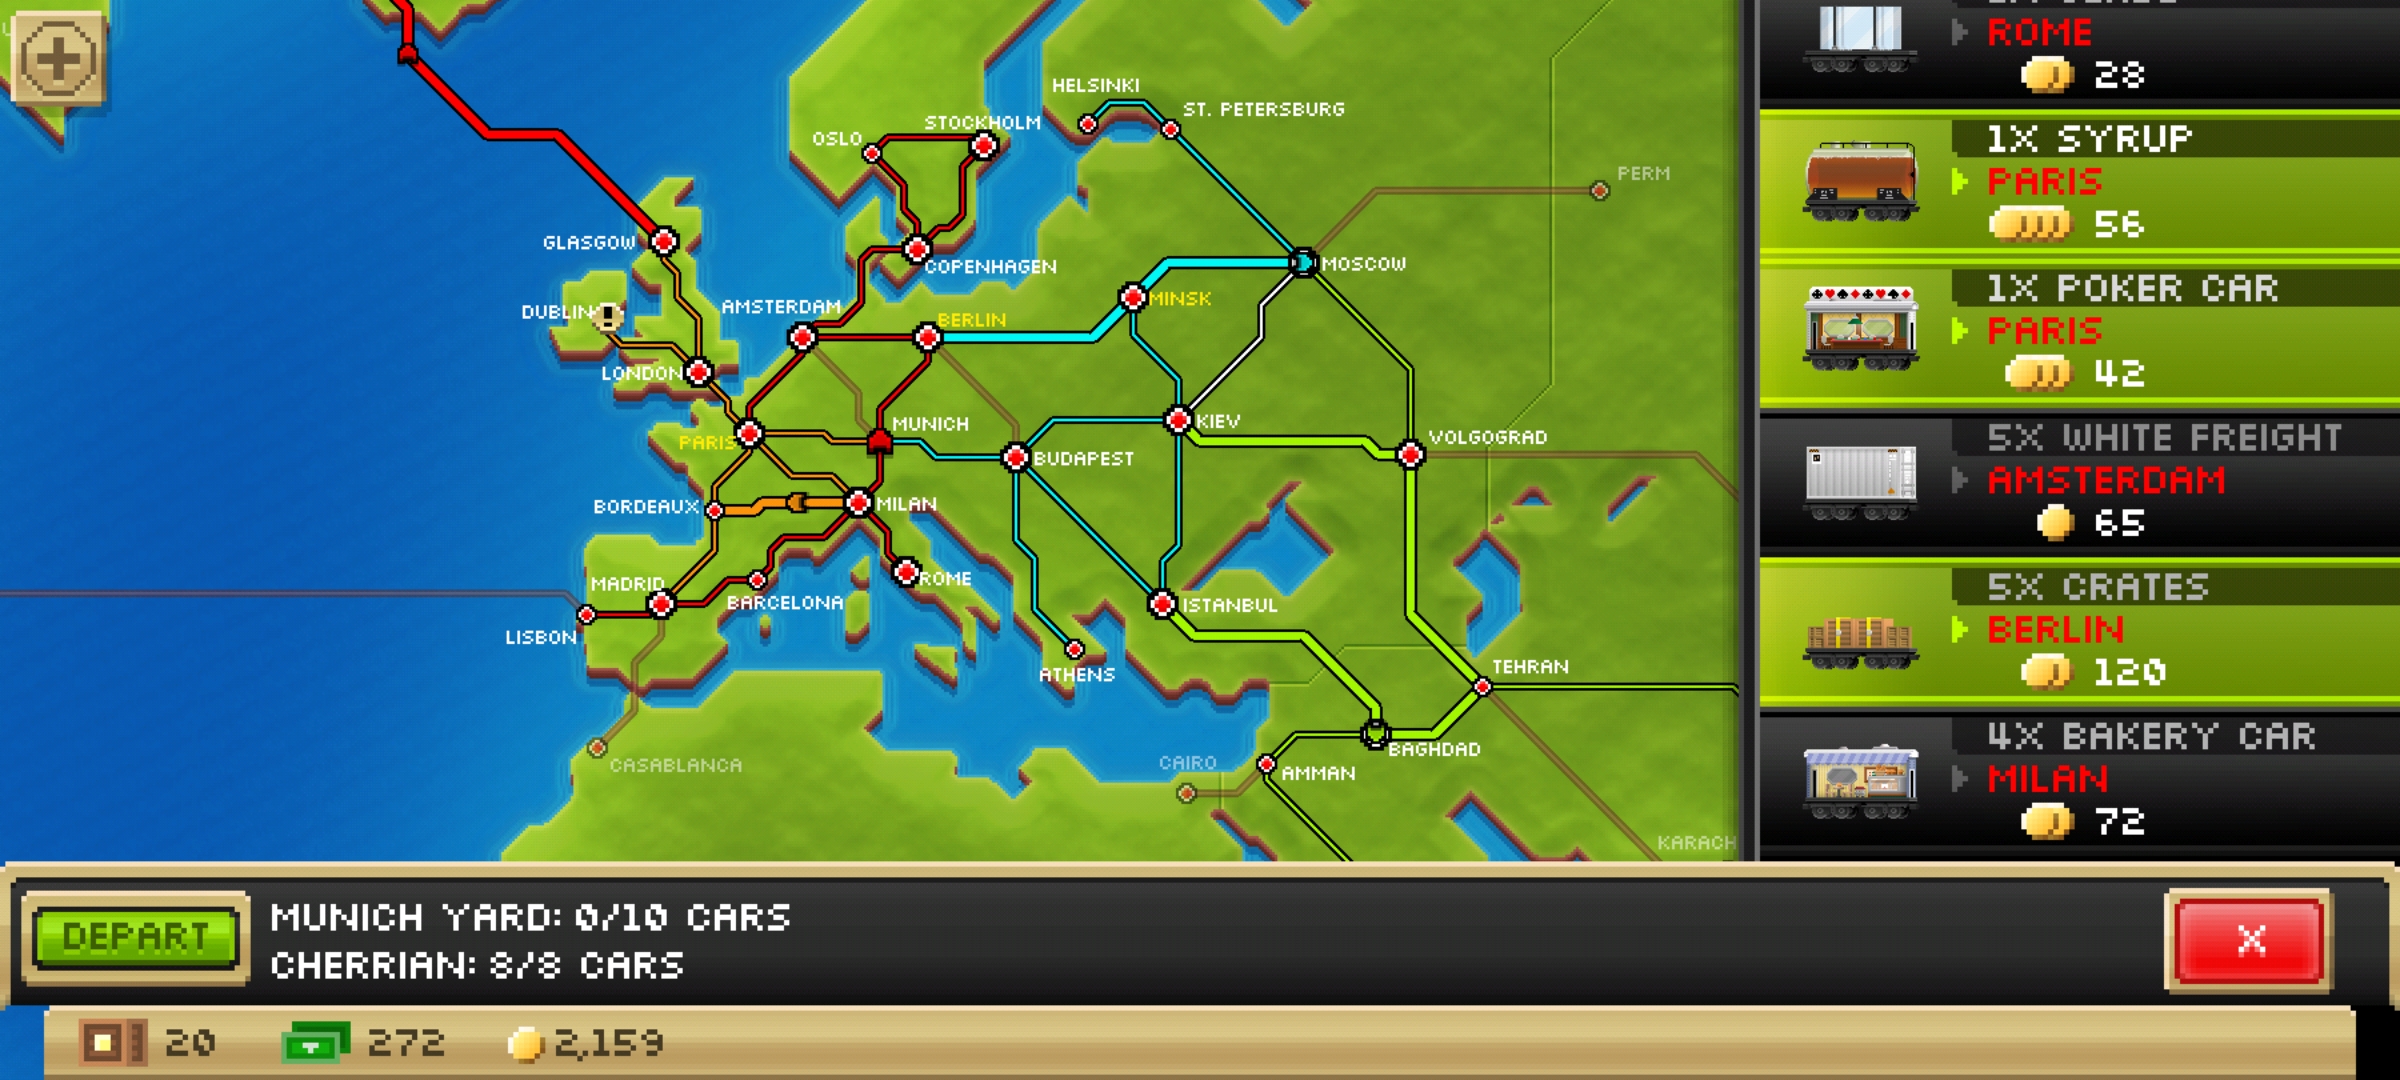 ROME
28
1X SYRUP
PARIS
56
1X POKER CAR
PARIS
42
5X WHITE FREIGHT
AMSTERDAM
65
5X CRATES
BERLIN
120
4X BAKERY CAR
MILAN
72
HELSINKI
ST. PETERSBURG
STOCKHOLM
OSLO
PERM
GLASGOW
COPENHAGEN
MOSCOW
MINSK
AMSTERDAM
DUBLIN
!
BERLIN
LONDON
MUNICH
KIEV
VOLGOGRAD
PARIS
BUDAPEST
BORDEAUX
MILAN
MADRID
ROME
BARCELONA
ISTANBUL
LISBON
ATHENS
TEHRAN
BAGHDAD
CASABLANCA
CAIRO
AMMAN
KARACH
DEPART
MUNICH YARD: 0/10 CARS
CHERRIAN: 8/8 CARS
X
20
272
2,159